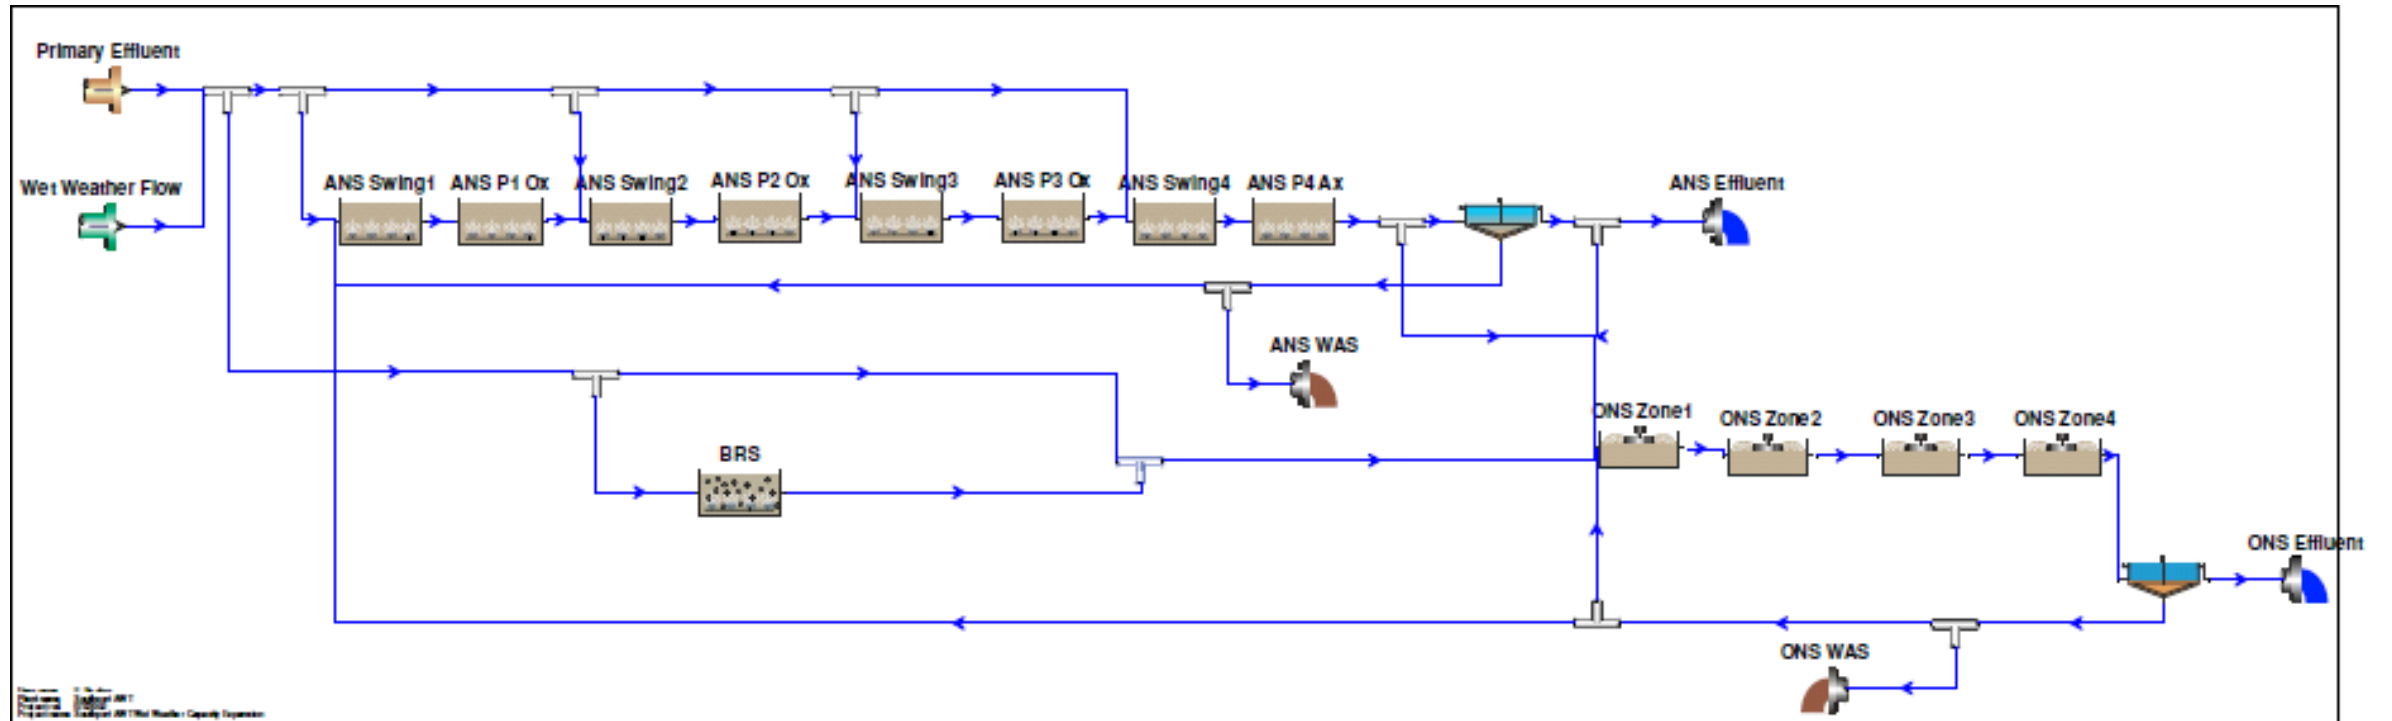 Primary Effluent
Wet Weather Flow
ANS Swing1
ANS P1 Ox
ANS Swing2
ANS P2 Ox
ANS Swing3
ANS P3 Ox
ANS Swing4
ANS P4 Ax
ANS Effluent
ANS WAS
BRS
ONS Zone1
ONS Zone2
ONS Zone3
ONS Zone4
ONS Effluent
ONS WAS